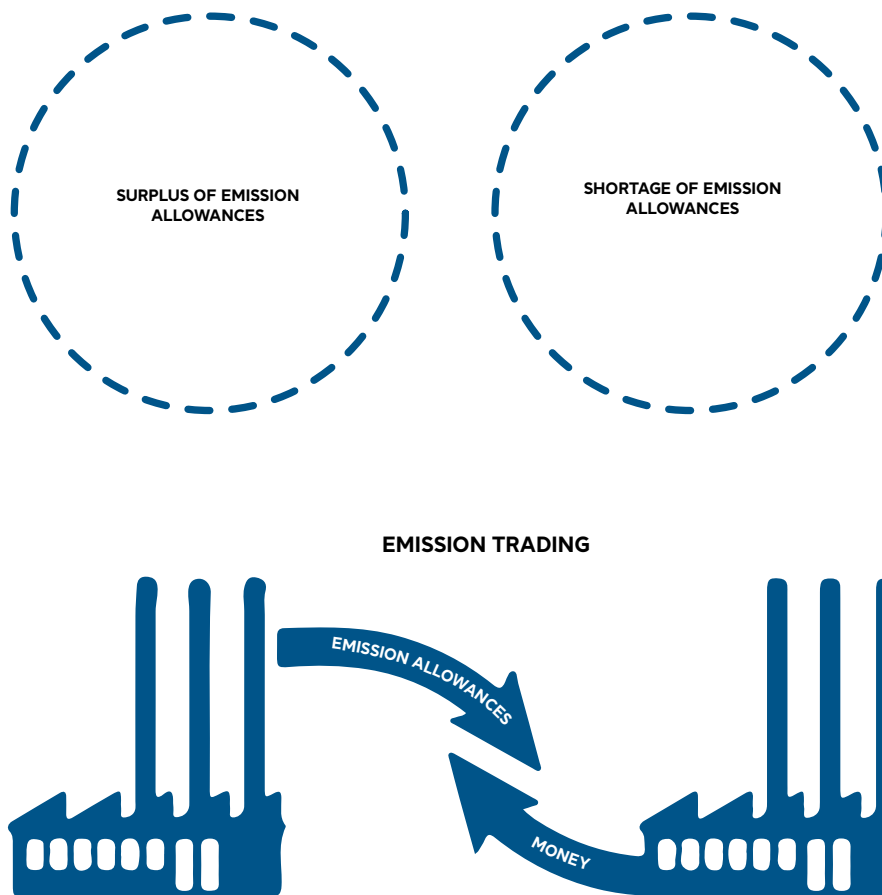 SURPLUS OF EMISSION
ALLOWANCES
SHORTAGE OF EMISSION
ALLOWANCES
EMISSION TRADING
EMISSION ALLOWANCES
MONEY